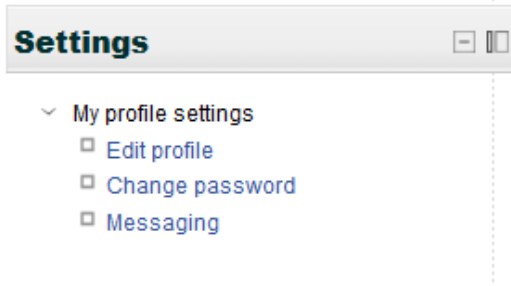 Settings
My profile settings
Edit profile
Change password
Messaging